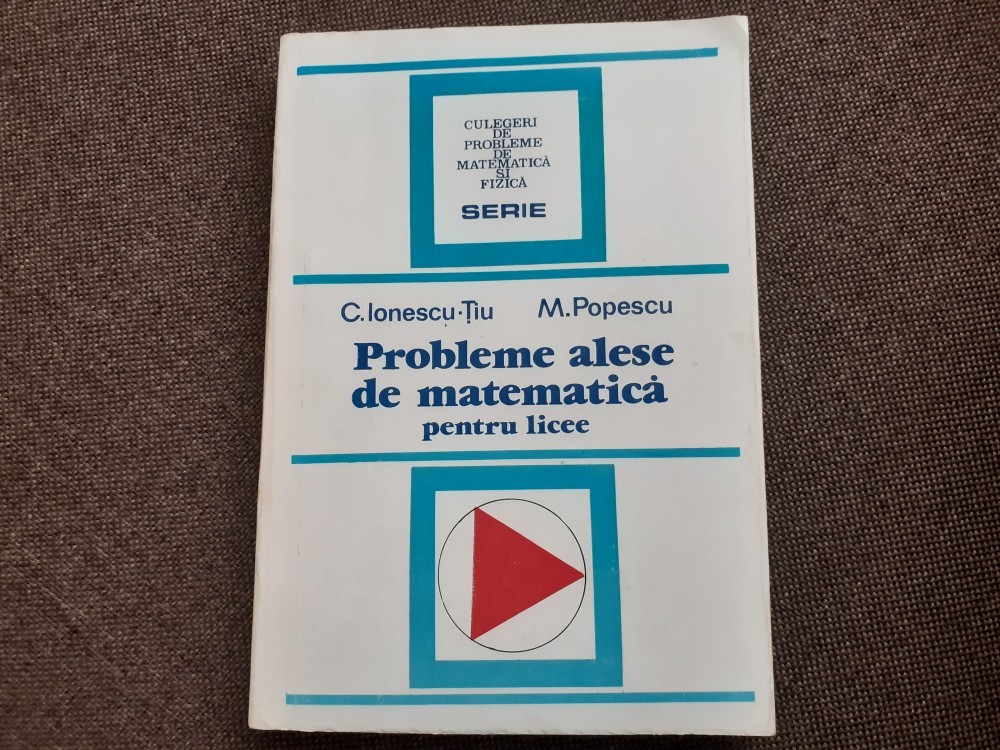 CULEGERI
DE
PROBLEME
DE
MATEMATICĂ
ȘI
FIZICĂ
SERIE
C.Ionescu-Țiu M.Popescu
Probleme alese
de matematică
pentru licee